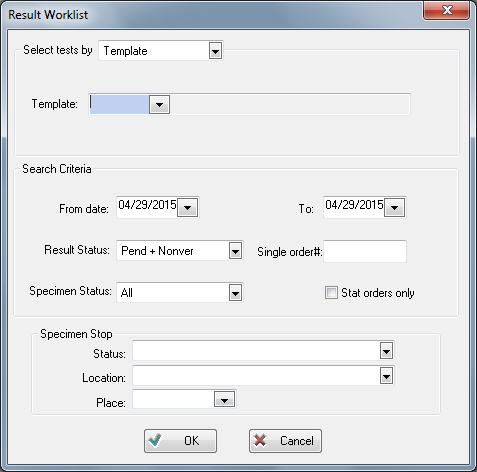 Result Worklist
Select tests by Template
Template:
Search Criteria
From date: 04/29/2015 To: 04/29/2015
Result Status: Pend + Nonver Single order#:
Specimen Status: All Stat orders only
Specimen Stop
Status:
Location:
Place:
OK Cancel